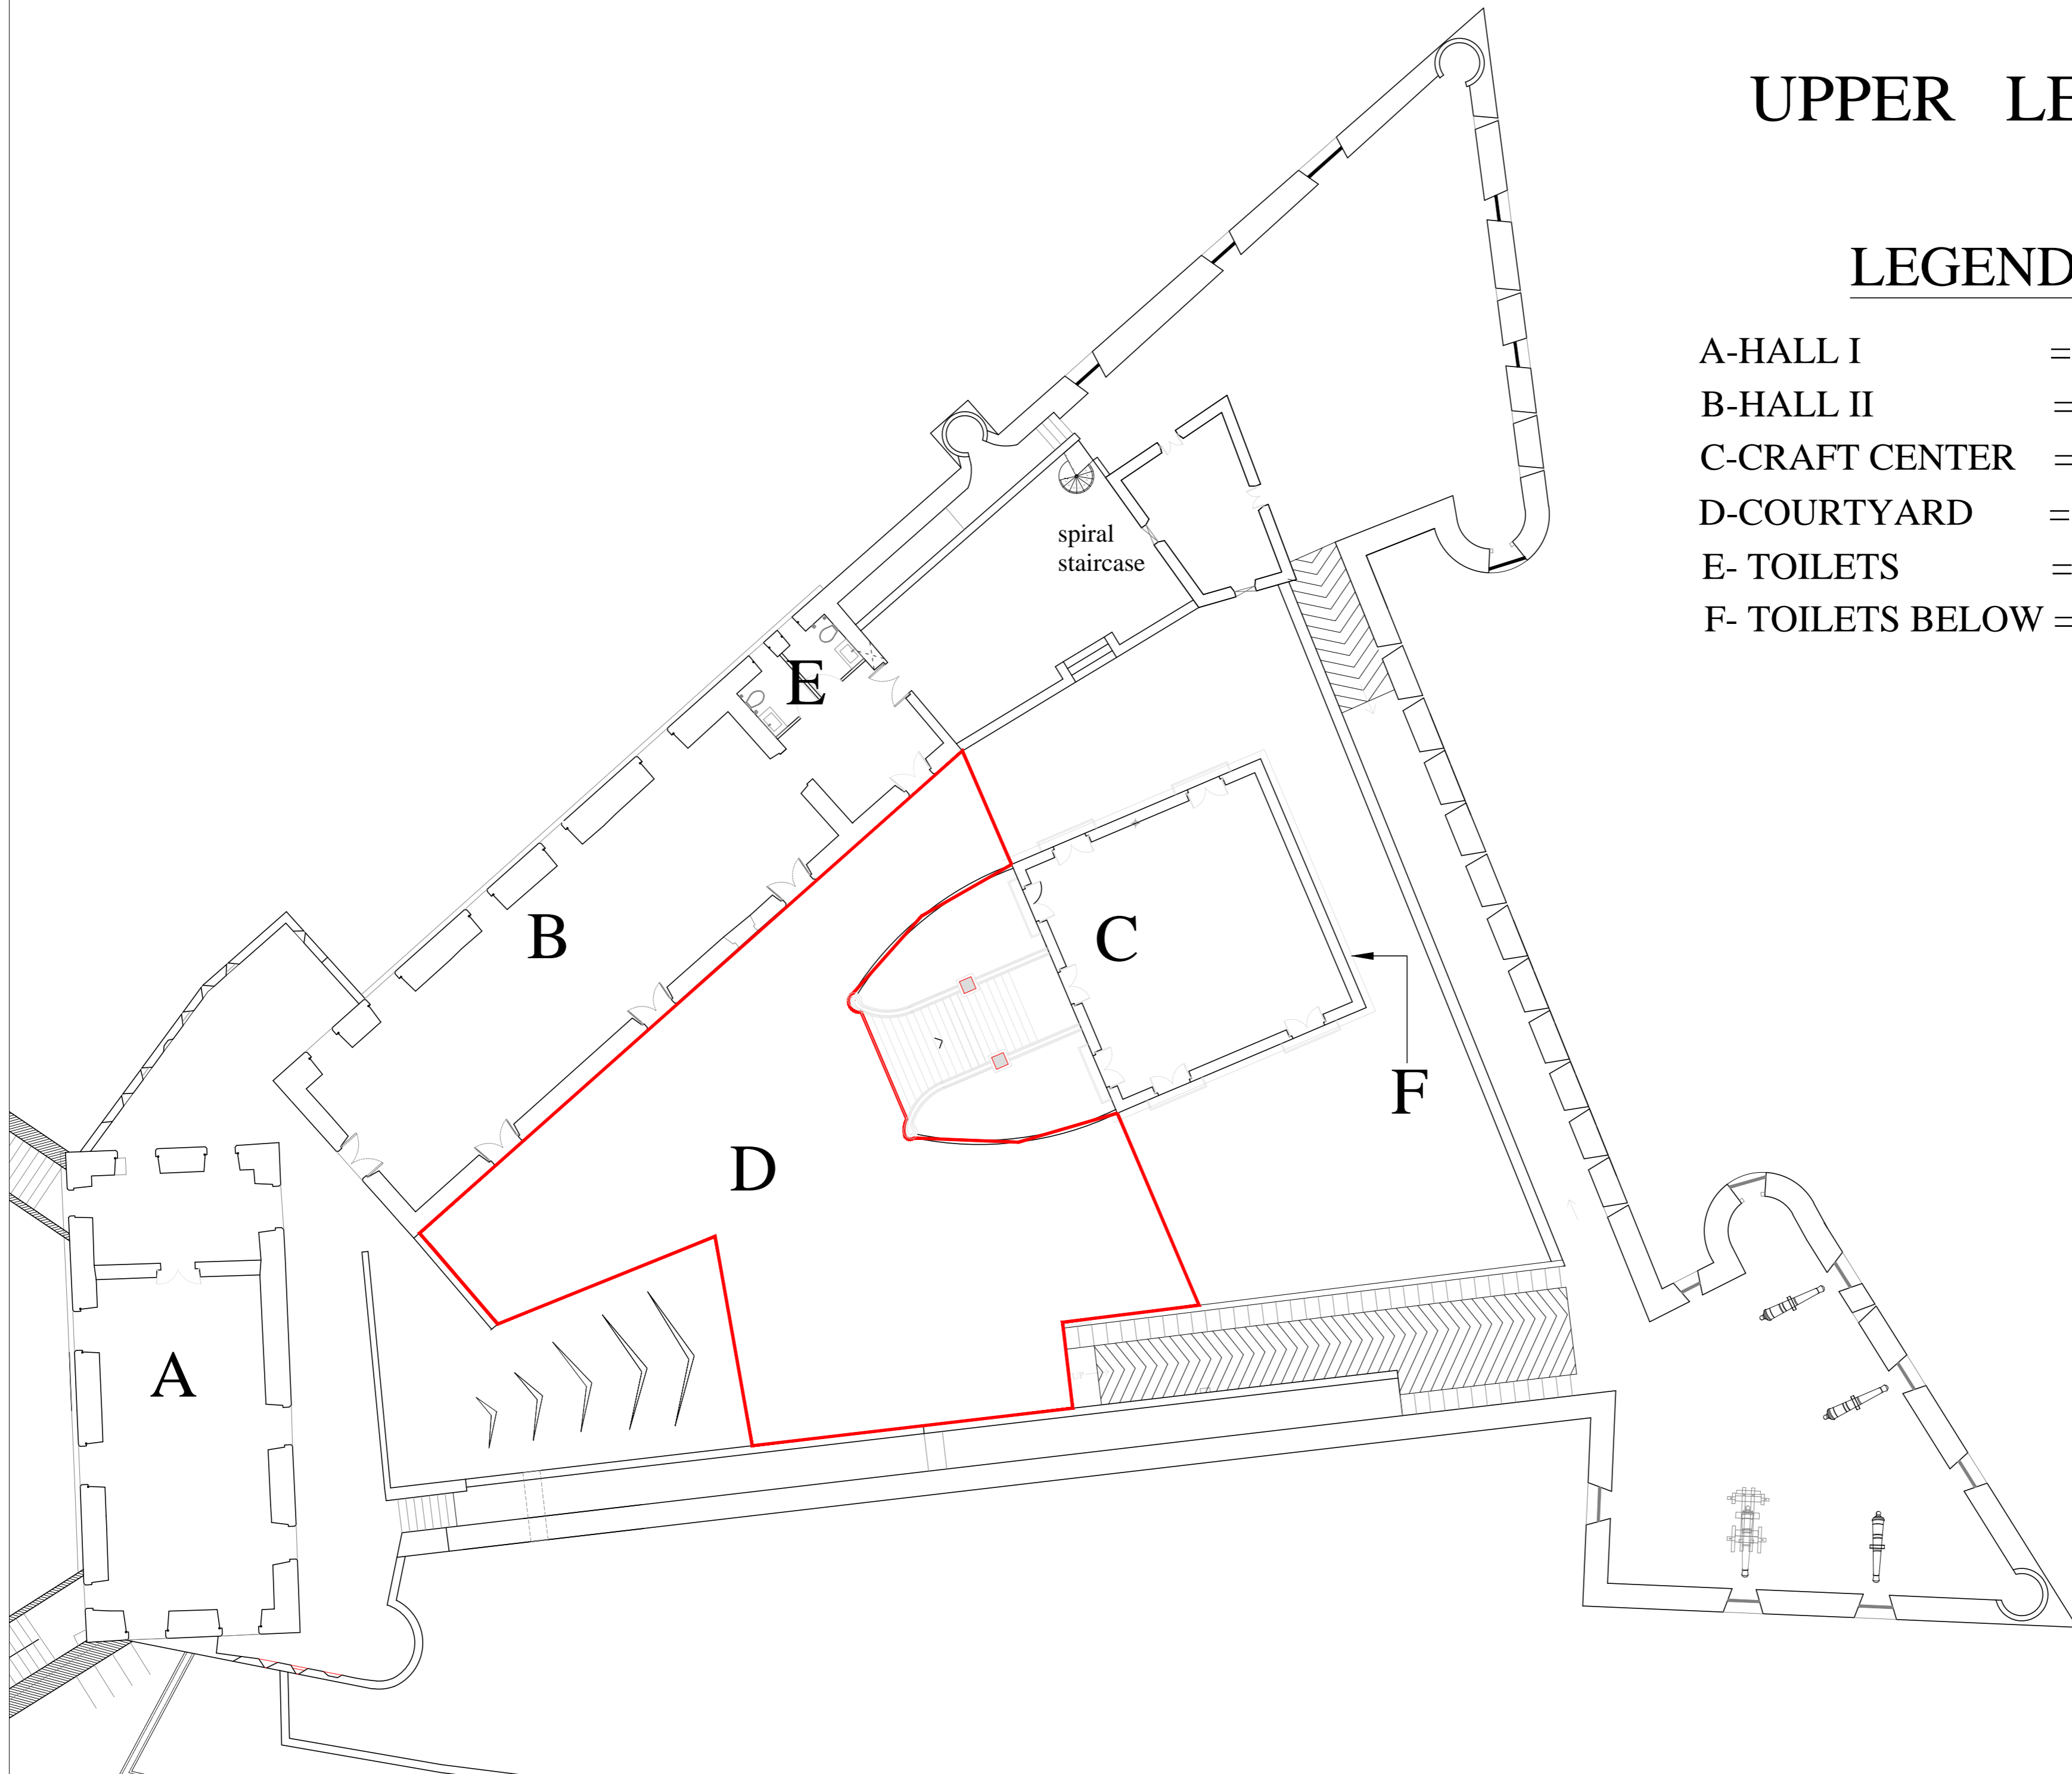 UPPER LE
LEGEND
A-HALL I =
B-HALL II =
C-CRAFT CENTER =
D-COURTYARD =
E- TOILETS =
F- TOILETS BELOW =
spiral
staircase
E
B
C
F
D
A